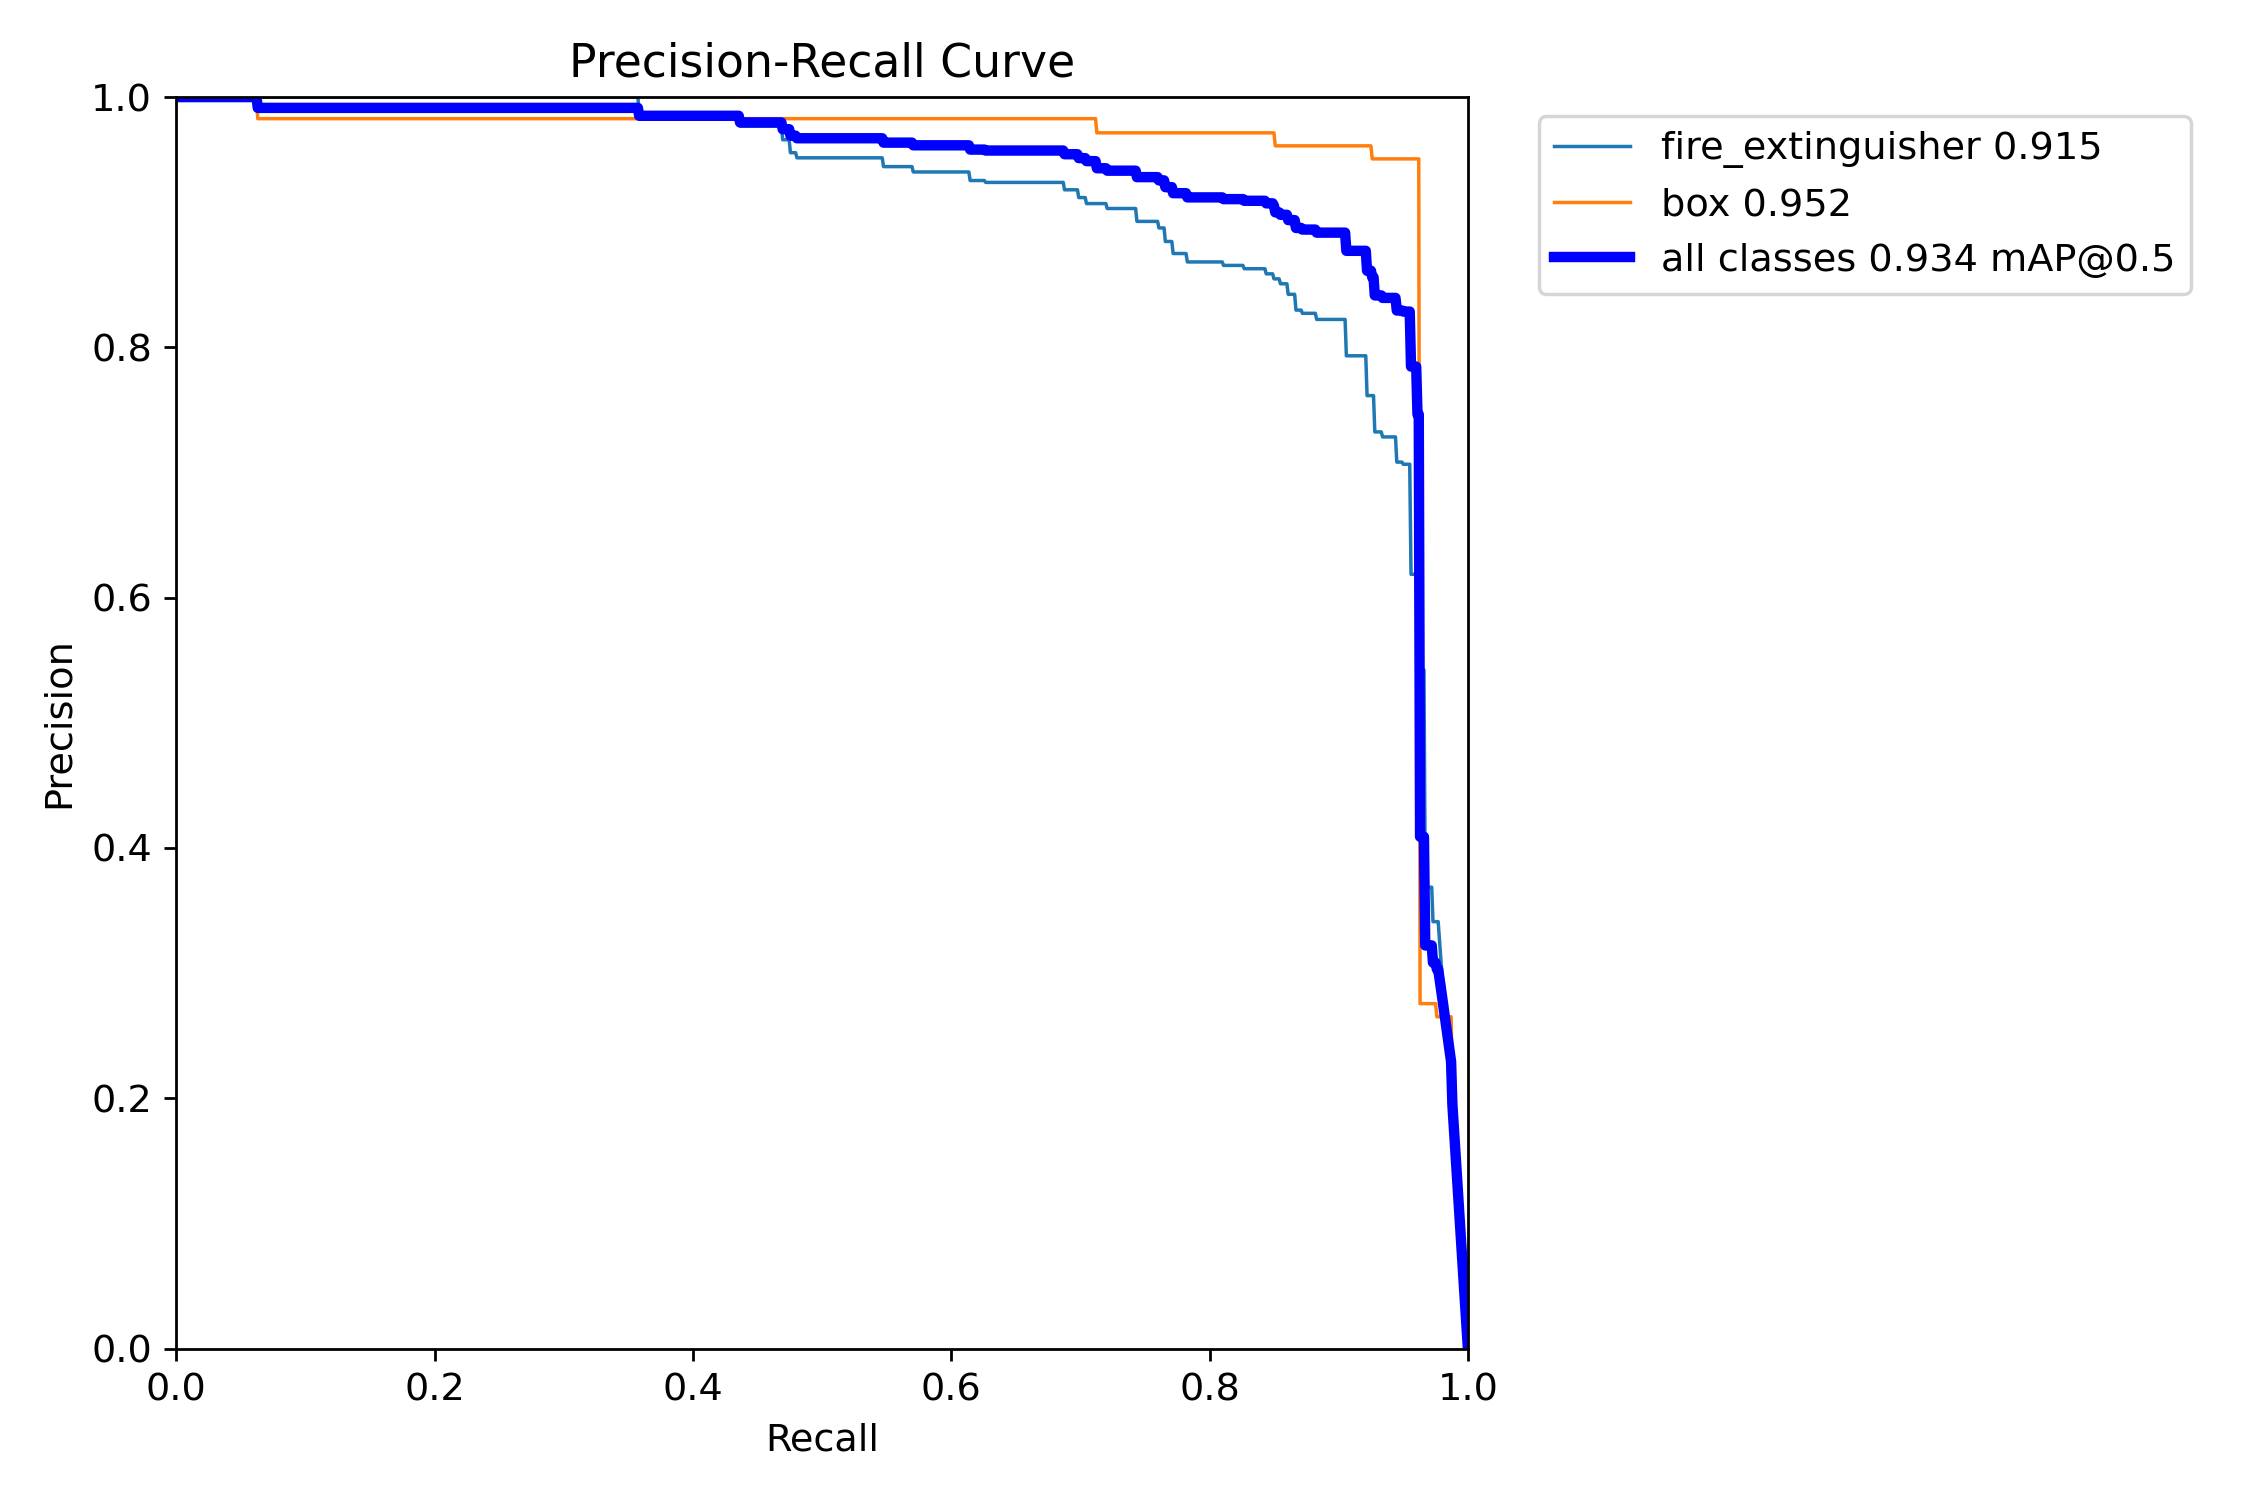 Precision-Recall Curve
1.0
0.8
0.6
0.4
0.2
0.0
Precision
0.0 0.2 0.4 0.6 0.8 1.0
Recall
fire_extinguisher 0.915
box 0.952
all classes 0.934 mAP@0.5